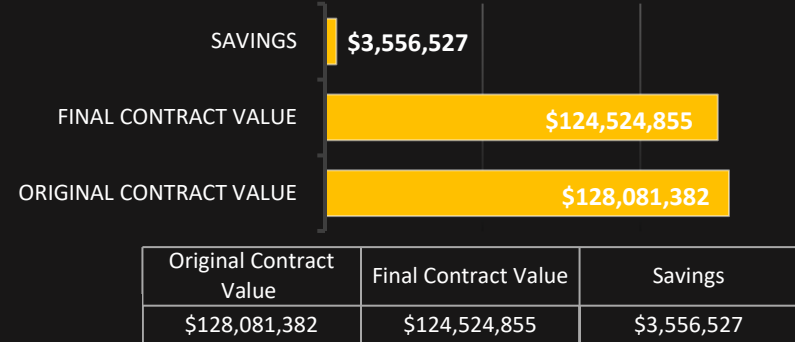 SAVINGS
$3,556,527
FINAL CONTRACT VALUE
$124,524,855
ORIGINAL CONTRACT VALUE
$128,081,382
Original Contract
Value
Final Contract Value
Savings
$128,081,382
$124,524,855
$3,556,527